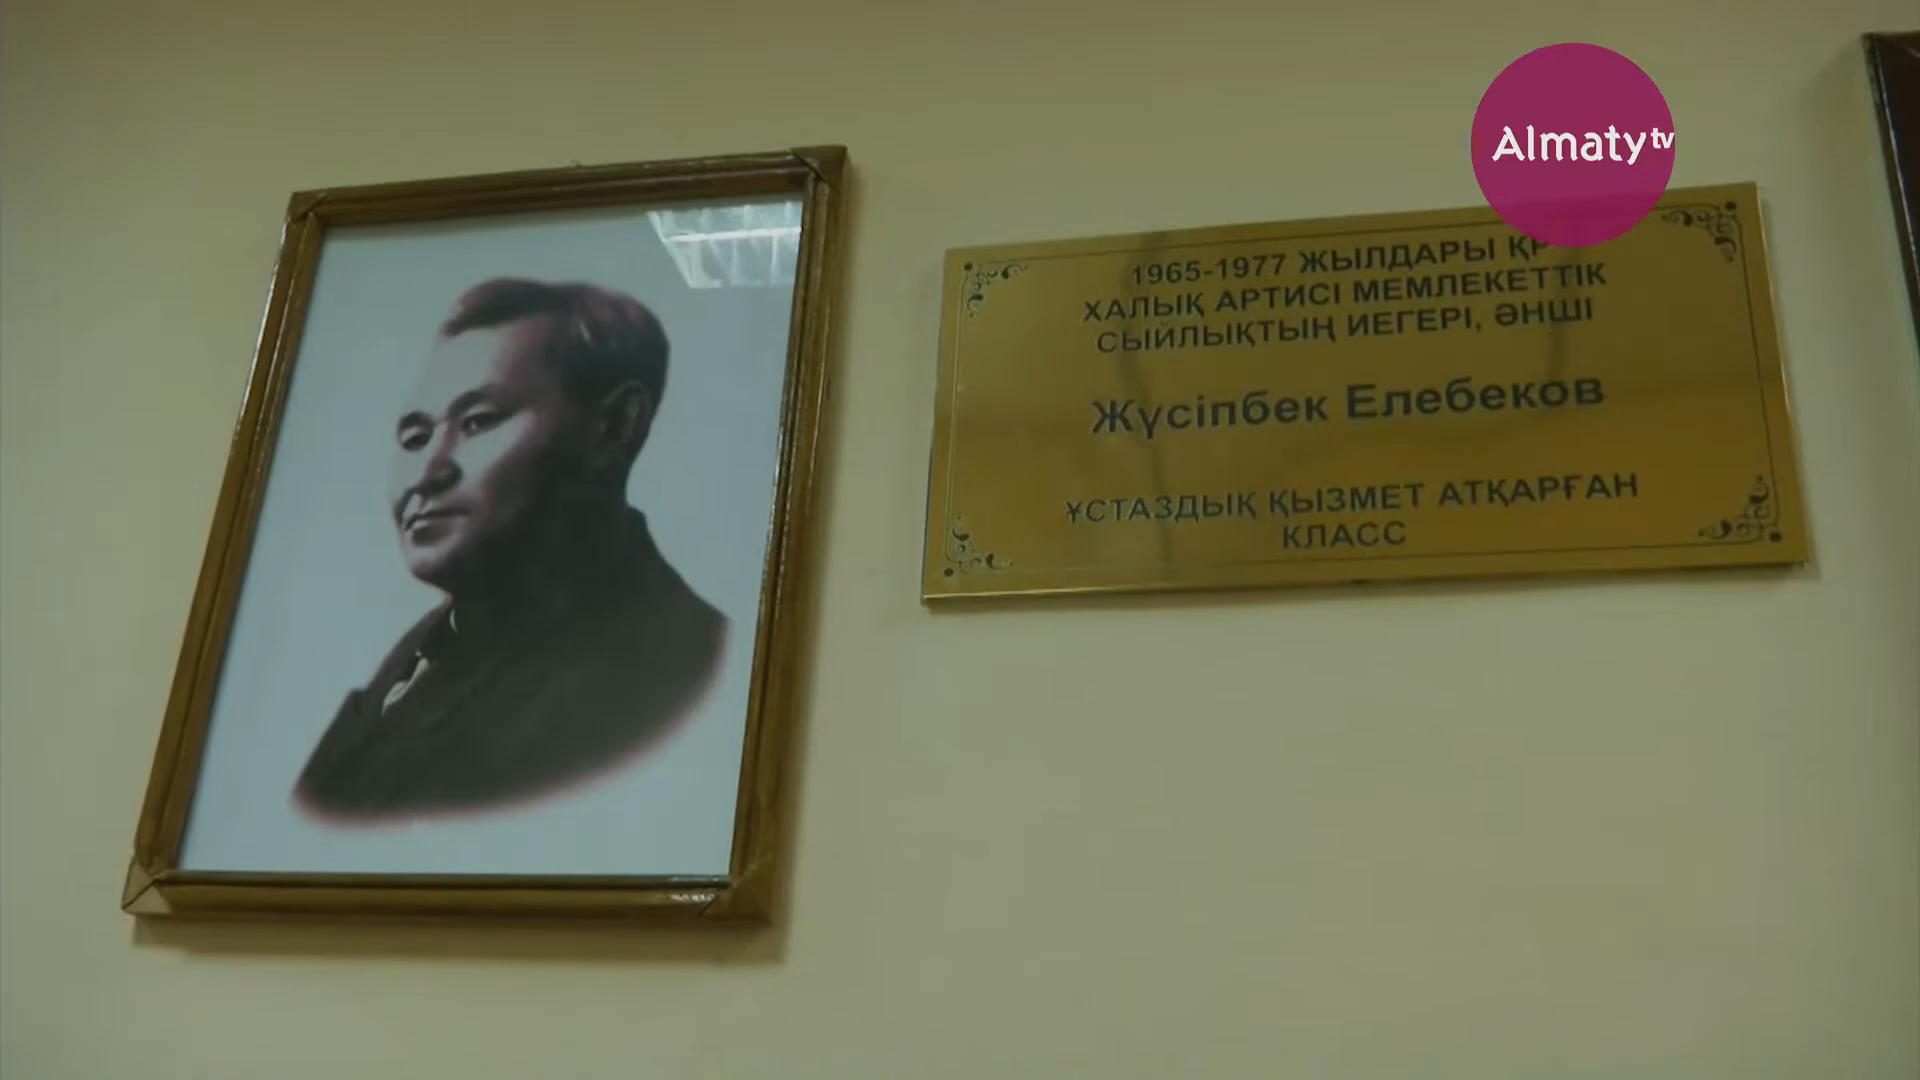 Almaty tv
1965-1977 ЖЫЛДАРЫ ҚР
ХАЛЫҚ АРТИСІ МЕМЛЕКЕТТІК
СЫЙЛЫҚТЫҢ ИЕГЕРІ, ӘНШІ
Жүсіпбек Елебеков
ҰСТАЗДЫҚ ҚЫЗМЕТ АТҚАРҒАН
КЛАСС